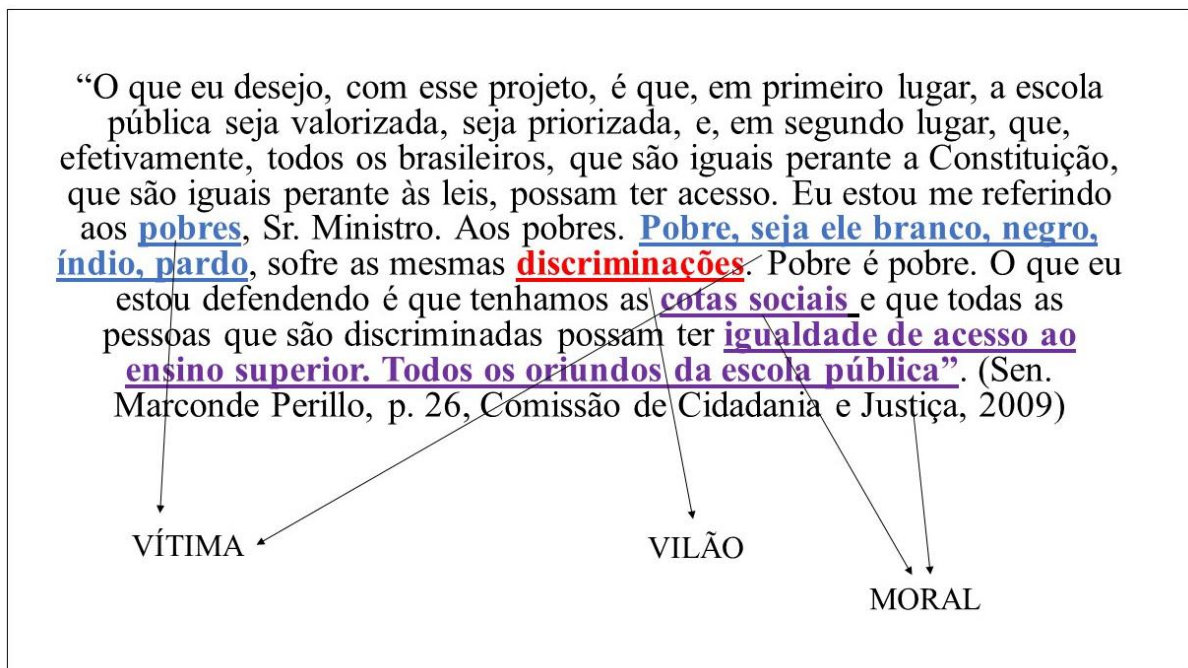 “O que eu desejo, com esse projeto, é que, em primeiro lugar, a escola
pública seja valorizada, seja priorizada, e, em segundo lugar, que,
efetivamente, todos os brasileiros, que são iguais perante a Constituição,
que são iguais perante às leis, possam ter acesso. Eu estou me referindo
aos pobres, Sr. Ministro. Aos pobres. Pobre, seja ele branco, negro,
índio, pardo, sofre as mesmas discriminações. Pobre é pobre. O que eu
estou defendendo é que tenhamos as cotas sociais e que todas as
pessoas que são discriminadas possam ter igualdade de acesso ao
ensino superior. Todos os oriundos da escola pública”. (Sen.
Marconde Perillo, p. 26, Comissão de Cidadania e Justiça, 2009)
VÍTIMA
VILÃO
MORAL